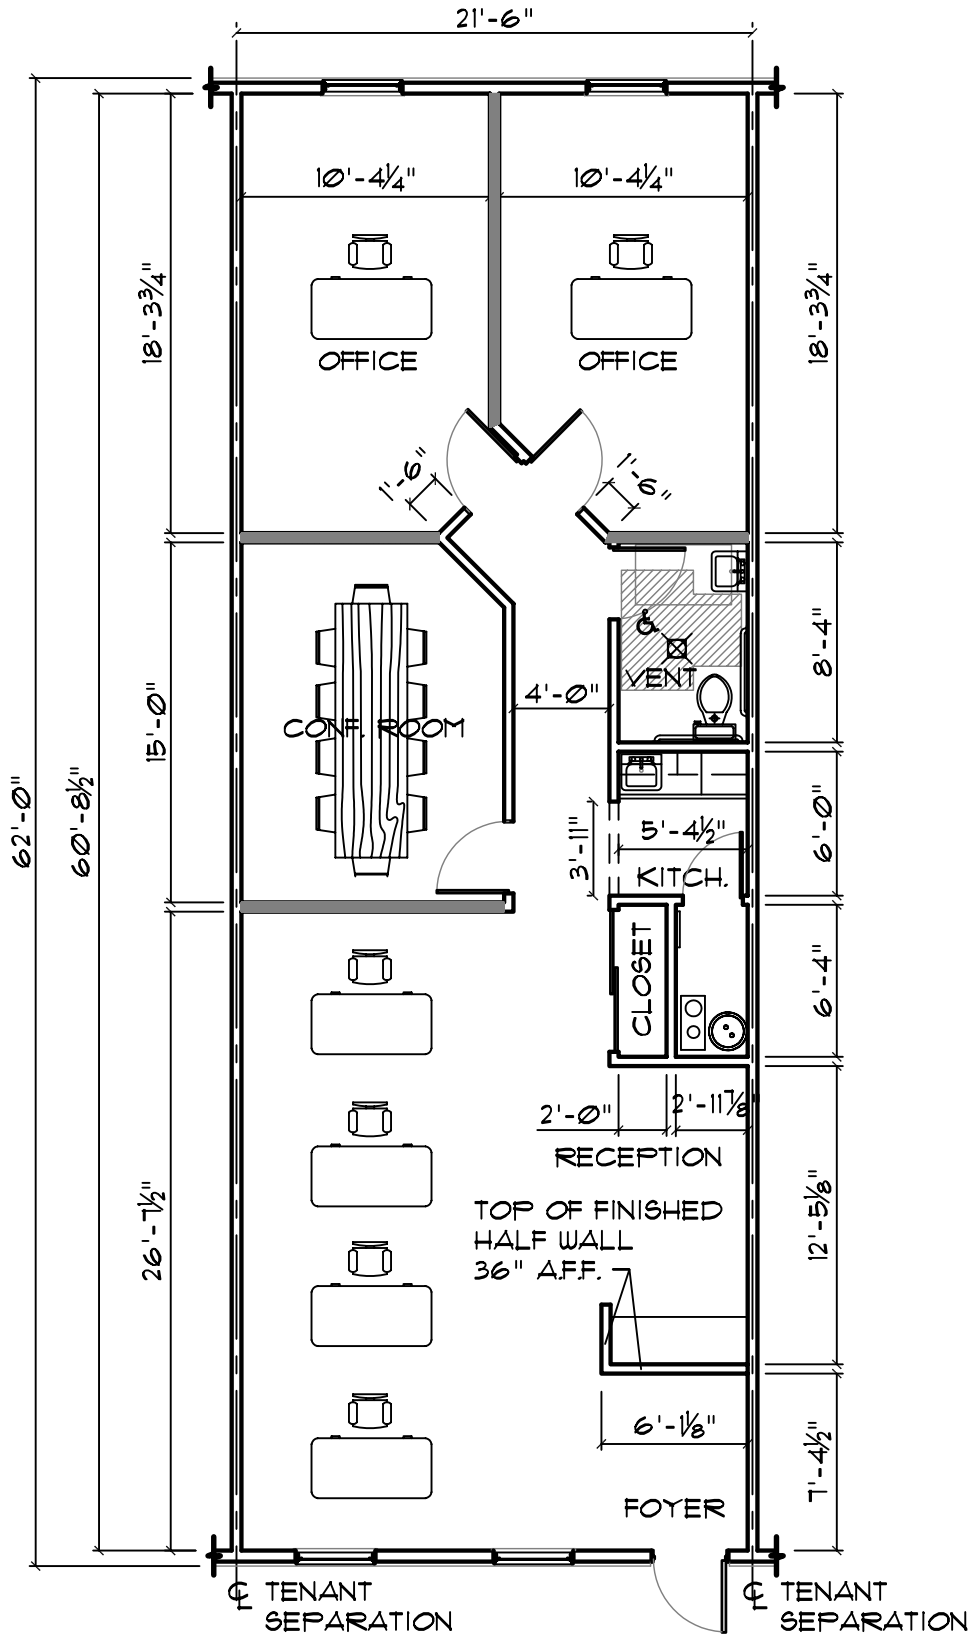 21'-6"
10'-4¼"
10'-4¼"
18'-3¾"
18'-3¾"
OFFICE
OFFICE
1'-6"
1'-6"
8'-4"
VENT
4'-0"
15'-0"
CONF. ROOM
62'-0"
60'-8½"
6'-0"
5'-4½"
3'-11"
KITCH.
CLOSET
6'-4"
2'-0"
2'-11⅞"
RECEPTION
26'-7½"
12'-5⅛"
TOP OF FINISHED
HALF WALL
36" A.F.F.
6'-1⅛"
7'-4½"
FOYER
℄ TENANT
SEPARATION
℄ TENANT
SEPARATION